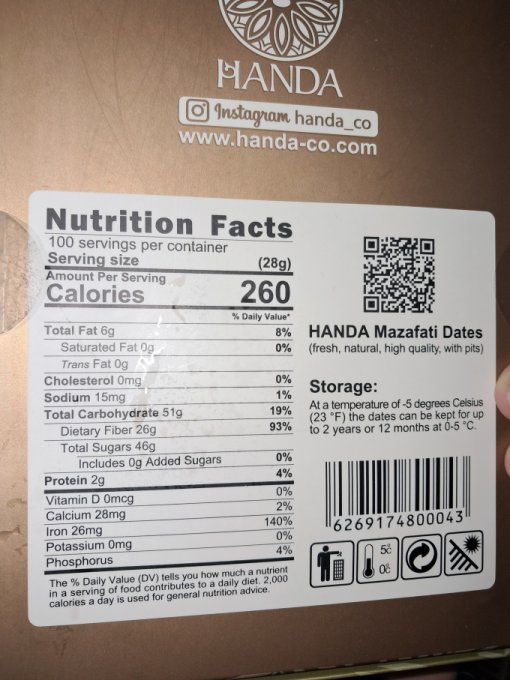 HANDA
Instagram handa_co
www.handa-co.com
Nutrition Facts
100 servings per container
Serving size (28g)
Amount Per Serving
Calories 260
% Daily Value*
Total Fat 6g 8%
Saturated Fat 0g 0%
Trans Fat 0g
Cholesterol 0mg 0%
Sodium 15mg 1%
Total Carbohydrate 51g 19%
Dietary Fiber 26g 93%
Total Sugars 46g
Includes 0g Added Sugars 0%
Protein 2g 4%
Vitamin D 0mcg 0%
Calcium 28mg 2%
Iron 26mg 140%
Potassium 0mg 0%
Phosphorus 4%
The % Daily Value (DV) tells you how much a nutrient
in a serving of food contributes to a daily diet. 2,000
calories a day is used for general nutrition advice.
HANDA Mazafati Dates
(fresh, natural, high quality, with pits)
Storage:
At a temperature of -5 degrees Celsius
(23 °F) the dates can be kept for up
to 2 years or 12 months at 0-5 °C.
6269174800043
5c
0c